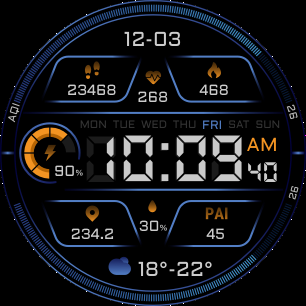 12-03
23468 268 468
AQI 26
MON TUE WED THU FRI SAT SUN
90% 10:09 AM 40
26
234.2 30% PAI 45
18°-22°